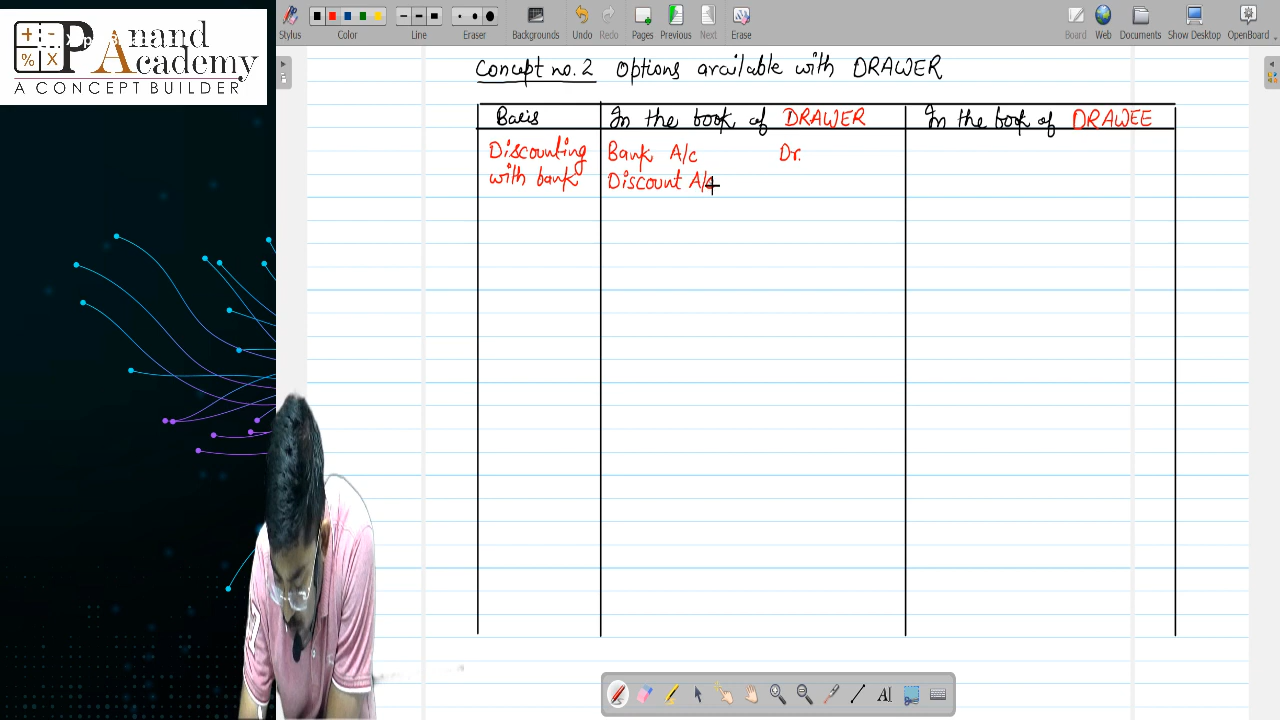 Stylus
Color
Line
Eraser
Backgrounds
Undo
Redo
Pages
Previous
Next
Erase
Board
Web
Documents
Show Desktop
OpenBoard
PAnand
Academy
A CONCEPT BUILDER
Concept no. 2 Options available with DRAWER
Basis In the book of DRAWER In the book of DRAWEE
Discounting Bank A/c Dr.
with bank Discount A/c